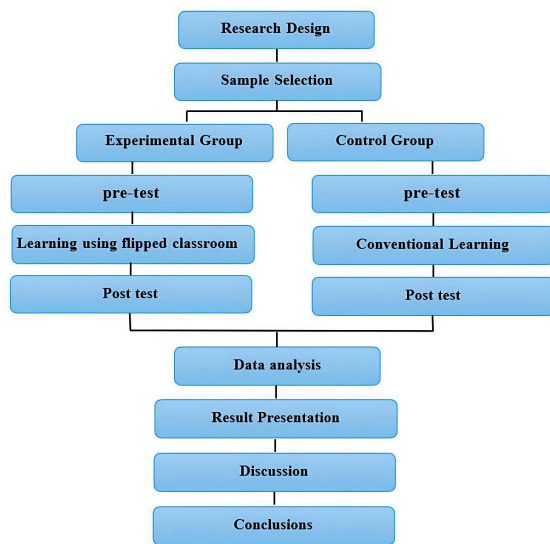 Research Design
Sample Selection
Experimental Group
Control Group
pre-test
pre-test
Learning using flipped classroom
Conventional Learning
Post test
Post test
Data analysis
Result Presentation
Discussion
Conclusions